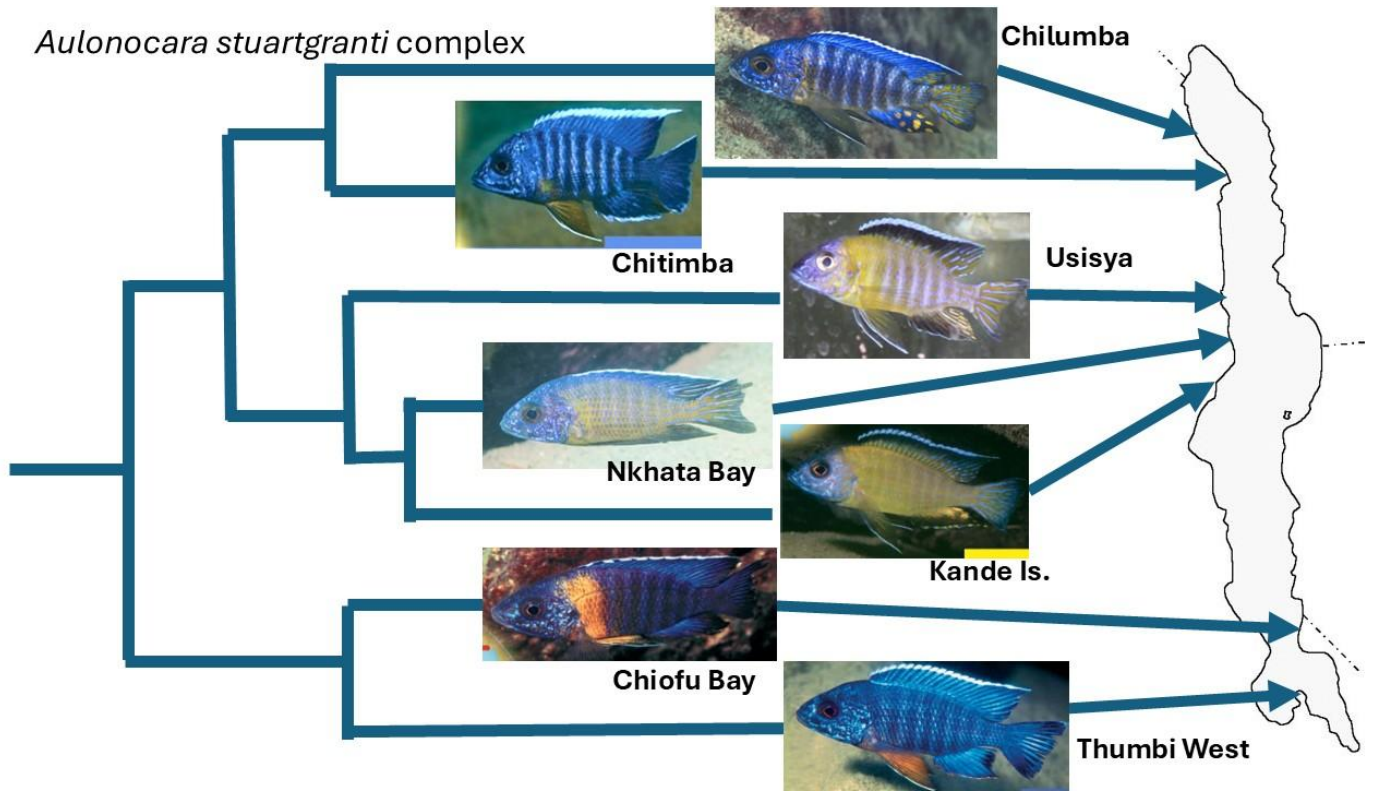 Aulonocara stuartgranti complex
Chilumba
Chitimba
Usisya
Nkhata Bay
Kande Is.
Chiofu Bay
Thumbi West